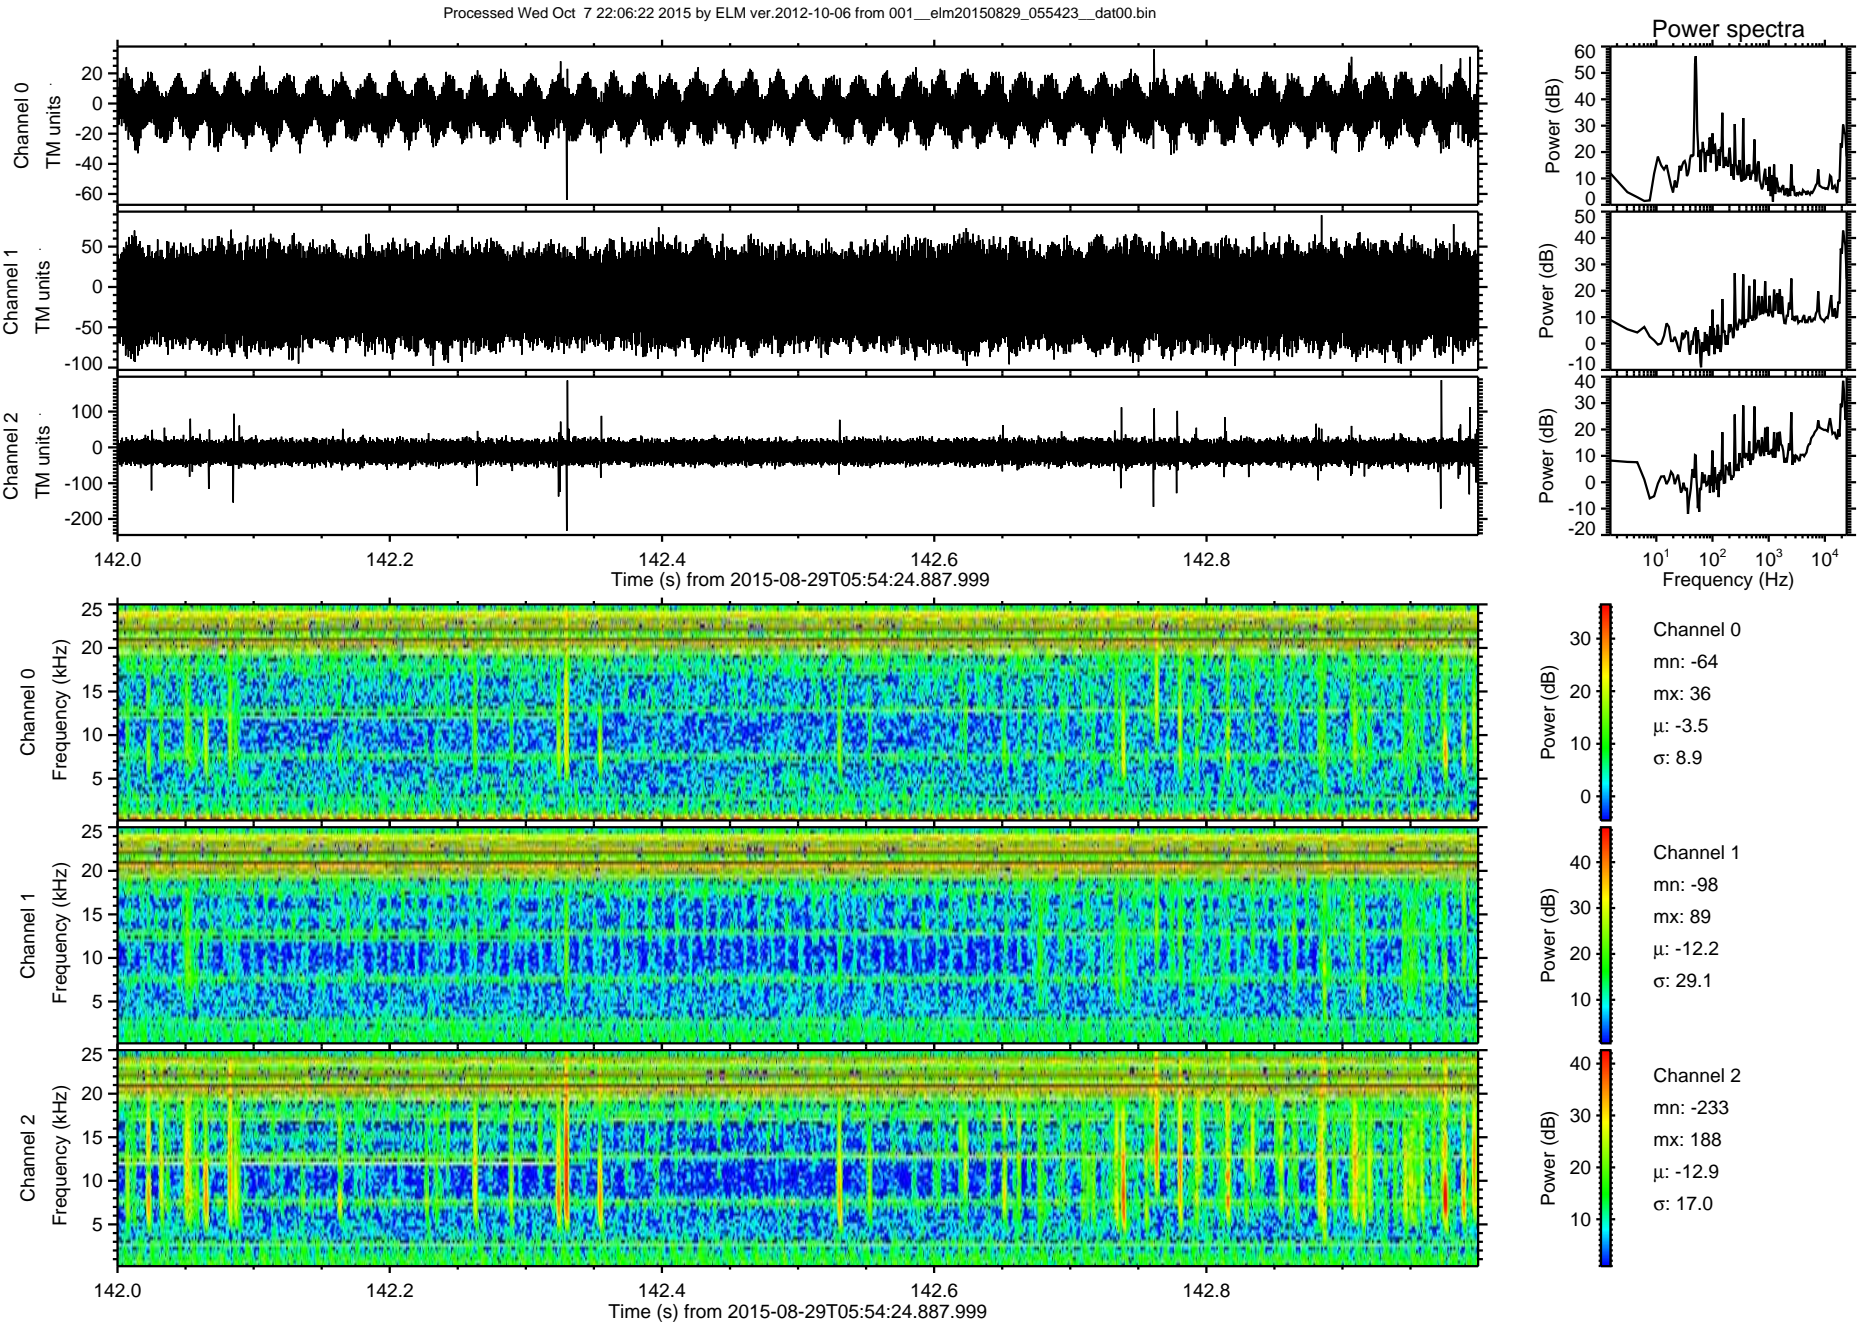 Processed Wed Oct  7 22:06:22 2015 by ELM ver.2012-10-06 from 001__elm20150829_055423__dat00.bin
Power spectra
Channel 0
TM units
20
0
-20
-40
-60
Power (dB)
60
50
40
30
20
10
0
Channel 1
TM units
50
0
-50
-100
Power (dB)
50
40
30
20
10
0
-10
Channel 2
TM units
100
0
-100
-200
Power (dB)
40
30
20
10
0
-10
-20
142.0 142.2 142.4 142.6 142.8
Time (s) from 2015-08-29T05:54:24.887.999
10^1 10^2 10^3 10^4
Frequency (Hz)
Channel 0
Frequency (kHz)
25
20
15
10
5
Power (dB)
30
20
10
0
Channel 0
mn: -64
mx: 36
μ: -3.5
σ: 8.9
Channel 1
Frequency (kHz)
25
20
15
10
5
Power (dB)
40
30
20
10
Channel 1
mn: -98
mx: 89
μ: -12.2
σ: 29.1
Channel 2
Frequency (kHz)
25
20
15
10
5
Power (dB)
40
30
20
10
Channel 2
mn: -233
mx: 188
μ: -12.9
σ: 17.0
142.0 142.2 142.4 142.6 142.8
Time (s) from 2015-08-29T05:54:24.887.999